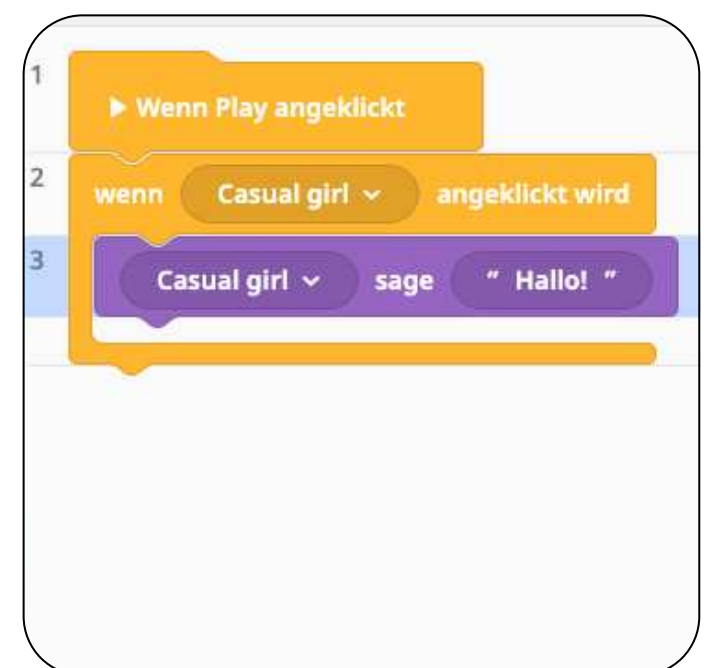 1 Wenn Play angeklickt
2 wenn Casual girl angeklickt wird
3 Casual girl sage " Hallo! "